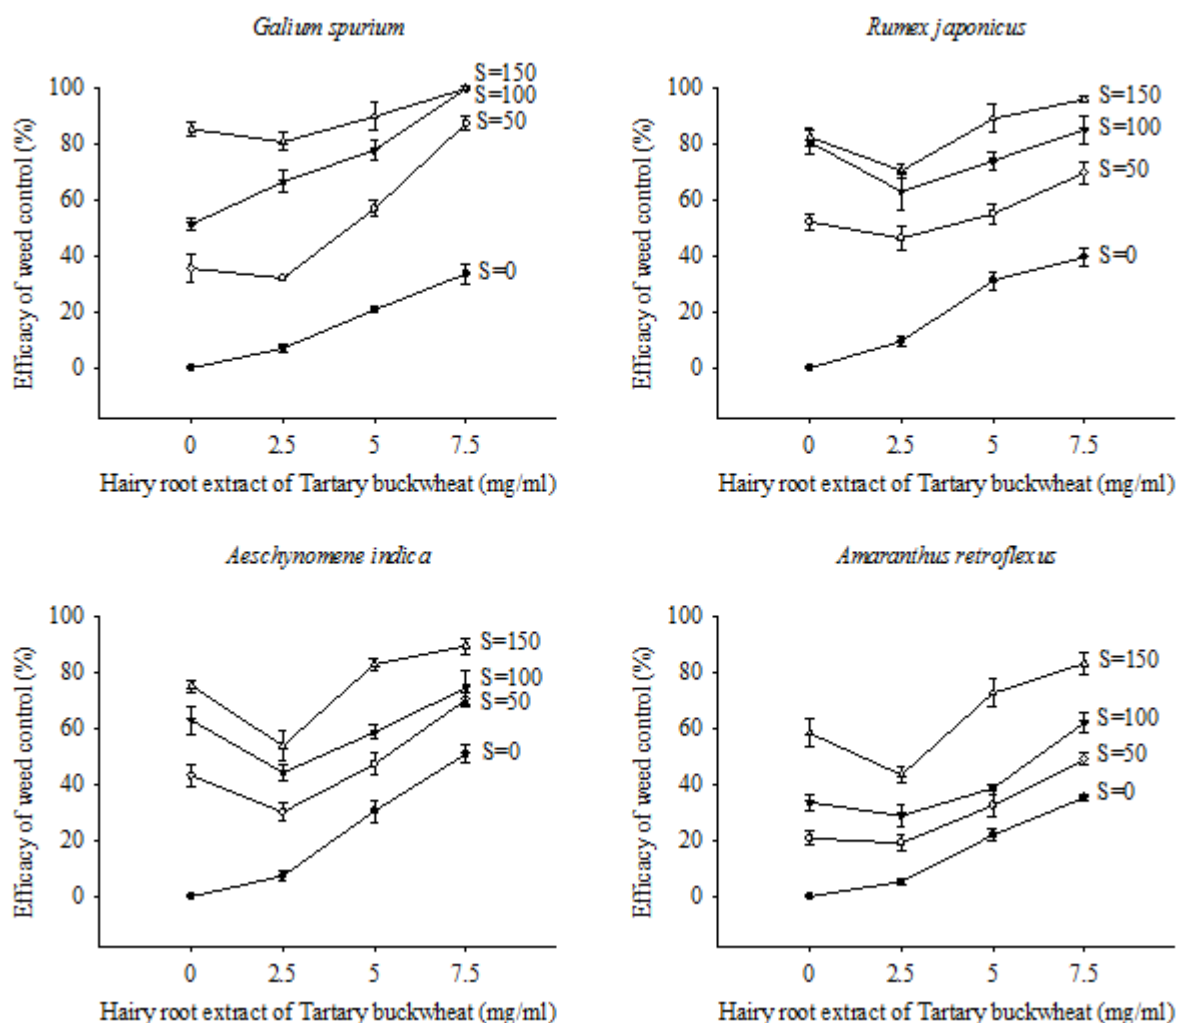 Galium spurium
Efficacy of weed control (%)
100
80
60
40
20
0
S=150
S=100
S=50
S=0
0 2.5 5 7.5
Hairy root extract of Tartary buckwheat (mg/ml)
Rumex japonicus
Efficacy of weed control (%)
100
80
60
40
20
0
S=150
S=100
S=50
S=0
0 2.5 5 7.5
Hairy root extract of Tartary buckwheat (mg/ml)
Aeschynomene indica
Efficacy of weed control (%)
100
80
60
40
20
0
S=150
S=100
S=50
S=0
0 2.5 5 7.5
Hairy root extract of Tartary buckwheat (mg/ml)
Amaranthus retroflexus
Efficacy of weed control (%)
100
80
60
40
20
0
S=150
S=100
S=50
S=0
0 2.5 5 7.5
Hairy root extract of Tartary buckwheat (mg/ml)